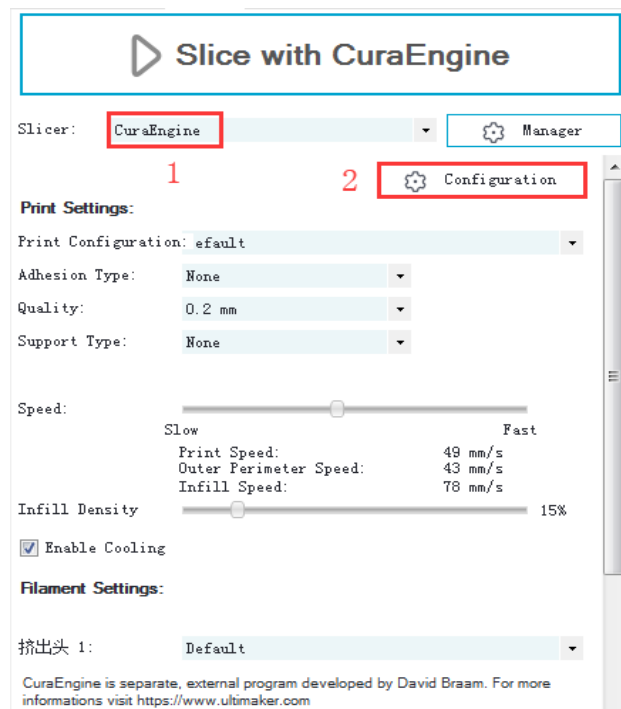 Slice with CuraEngine
Slicer: CuraEngine Manager
1 2 Configuration
Print Settings:
Print Configuration: efault
Adhesion Type: None
Quality: 0.2 mm
Support Type: None
Speed:
Slow Fast
Print Speed: 49 mm/s
Outer Perimeter Speed: 43 mm/s
Infill Speed: 78 mm/s
Infill Density 15%
Enable Cooling
Filament Settings:
挤出头 1: Default
CuraEngine is separate, external program developed by David Braam. For more
informations visit https://www.ultimaker.com